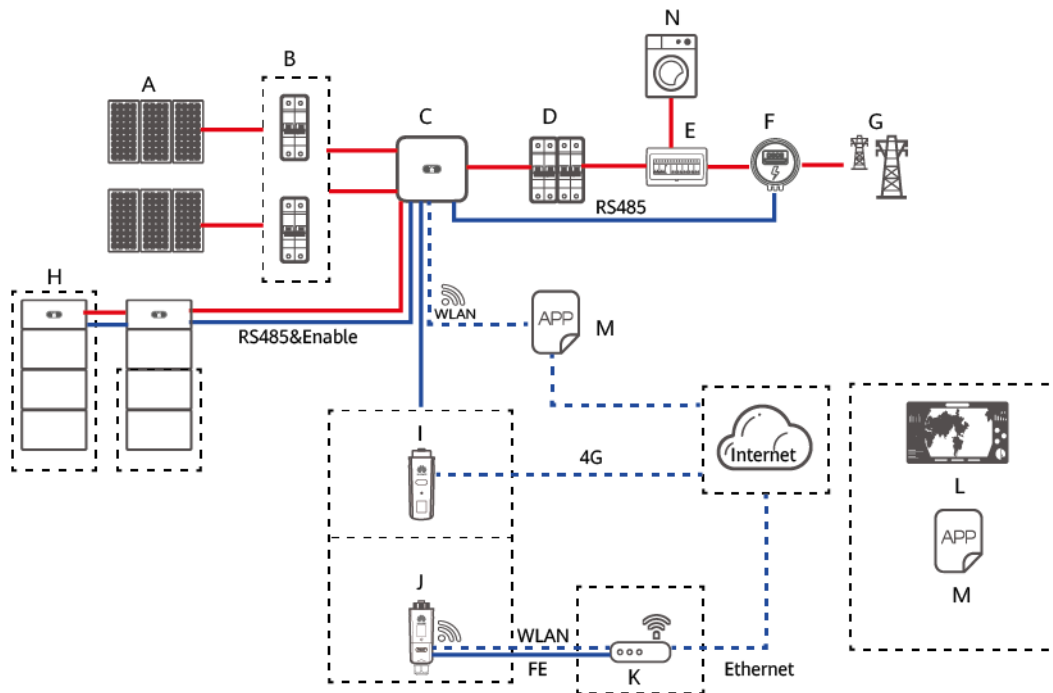 N
B
A
C
D
E
F
G
RS485
H
WLAN
APP
M
RS485&Enable
I
4G
Internet
L
APP
M
J
WLAN
FE
K
Ethernet